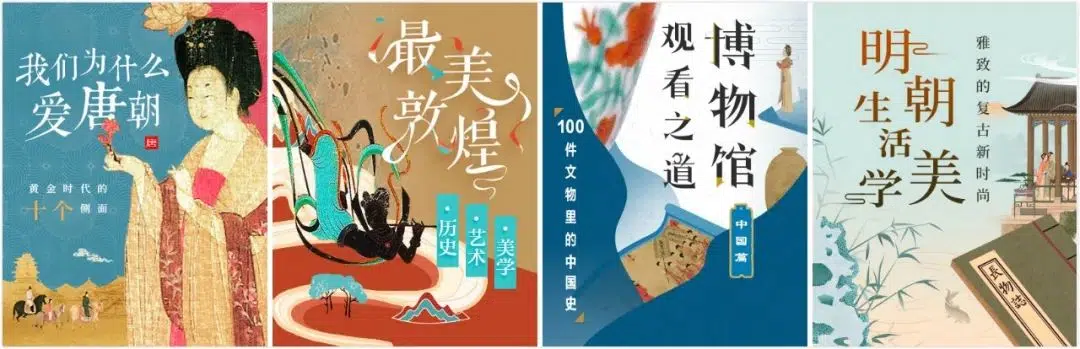 我们为什么
爱唐朝
唐
黄金时代的
十个侧面
最美
敦煌
·历史
·艺术
·美学
博物馆
观看之道
中国篇
100件文物里的中国史
明朝
生活美学
雅致的复古新时尚
長物誌